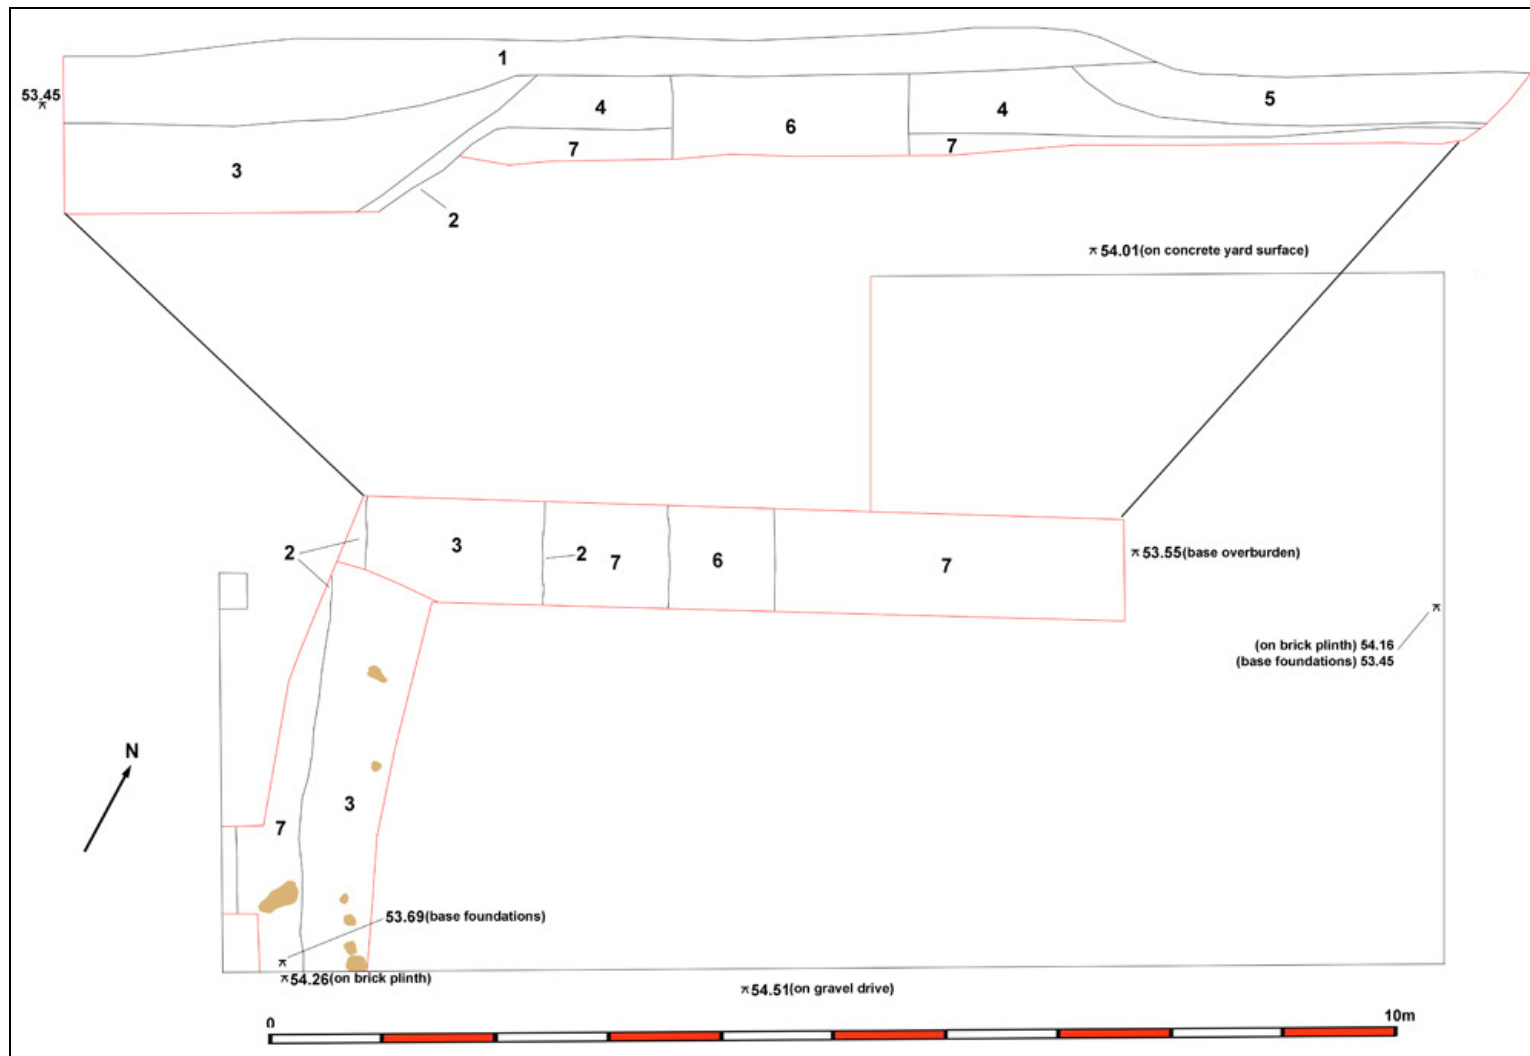 1
53.45
5
4
4
6
7
7
3
2
54.01(on concrete yard surface)
2
3
2
7
6
7
53.55(base overburden)
(on brick plinth) 54.16
(base foundations) 53.45
N
3
7
53.69(base foundations)
54.26(on brick plinth)
54.51(on gravel drive)
0
10m